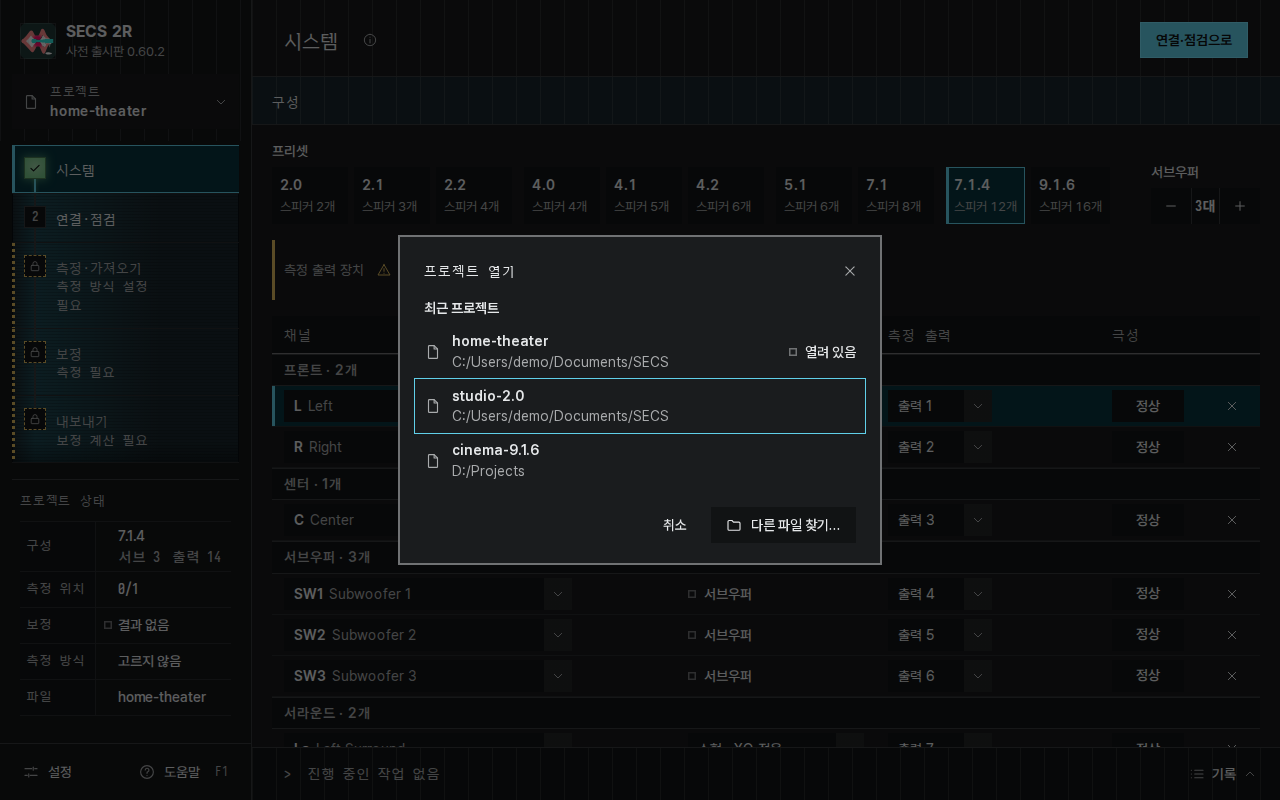 SECS 2R
사전 출시판 0.60.2
프로젝트
home-theater
시스템
2 연결·점검
측정·가져오기
측정 방식 설정
필요
보정
측정 필요
내보내기
보정 계산 필요
프로젝트 상태
구성 7.1.4
서브 3 출력 14
측정 위치 0/1
보정 결과 없음
측정 방식 고르지 않음
파일 home-theater
설정 도움말 F1
시스템
연결·점검으로
구성
프리셋
2.0
스피커 2개
2.1
스피커 3개
2.2
스피커 4개
4.0
스피커 4개
4.1
스피커 5개
4.2
스피커 6개
5.1
스피커 6개
7.1
스피커 8개
7.1.4
스피커 12개
9.1.6
스피커 16개
서브우퍼
− 3대 +
측정 출력 장치
채널 측정 출력 극성
프론트 · 2개
L Left 출력 1 정상
R Right 출력 2 정상
센터 · 1개
C Center 출력 3 정상
서브우퍼 · 3개
SW1 Subwoofer 1 서브우퍼 출력 4 정상
SW2 Subwoofer 2 서브우퍼 출력 5 정상
SW3 Subwoofer 3 서브우퍼 출력 6 정상
서라운드 · 2개
프로젝트 열기
최근 프로젝트
home-theater
C:/Users/demo/Documents/SECS
열려 있음
studio-2.0
C:/Users/demo/Documents/SECS
cinema-9.1.6
D:/Projects
취소 다른 파일 찾기...
> 진행 중인 작업 없음
기록